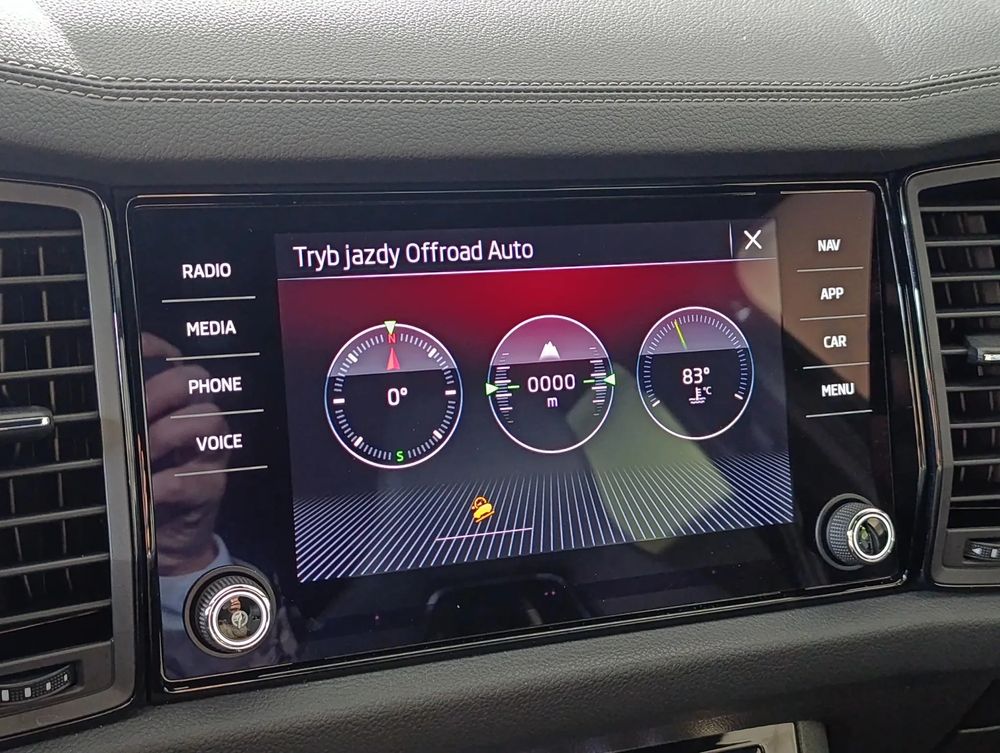 Tryb jazdy Offroad Auto
RADIO
MEDIA
PHONE
VOICE
NAV
APP
CAR
MENU
N
0°
S
0000
m
83°
°C